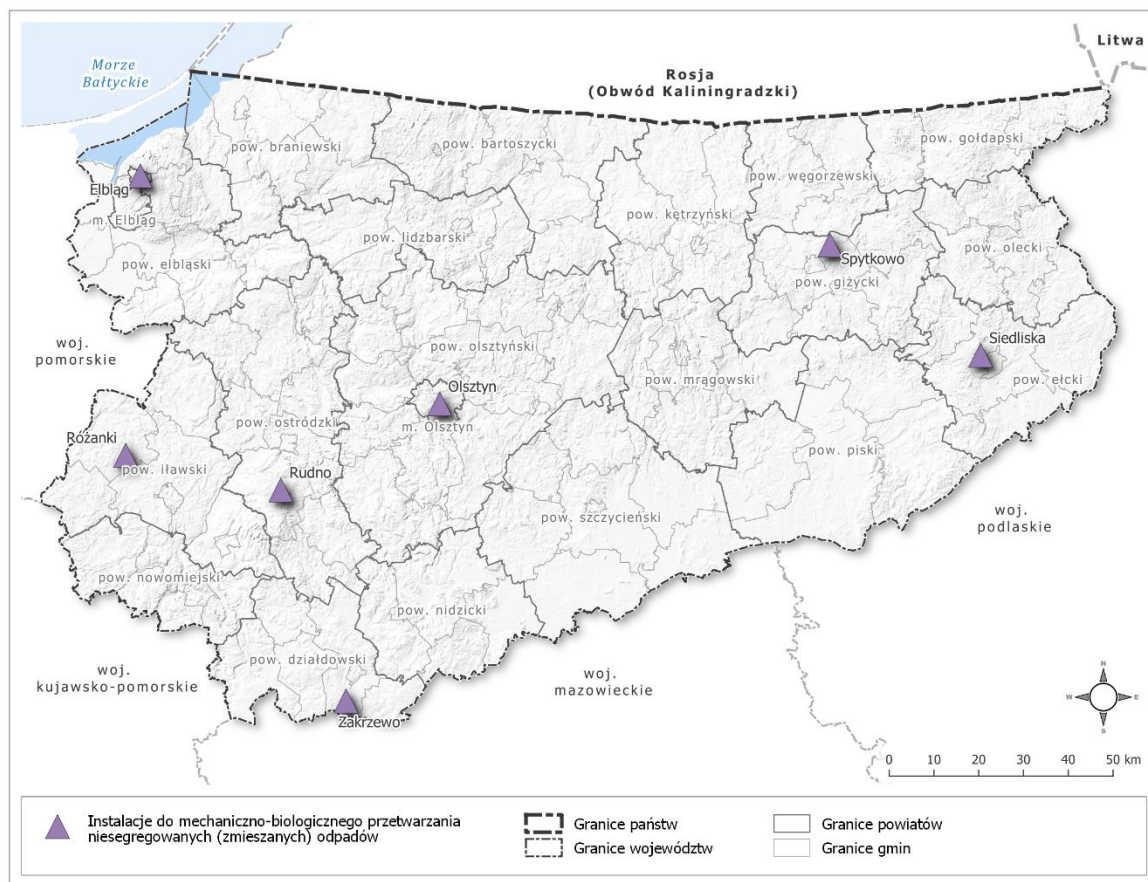 Morze
Bałtyckie
Litwa
Rosja
(Obwód Kaliningradzki)
pow. braniewski
pow. bartoszycki
pow. gołdapski
pow. węgorzewski
Elbląg
m. Elbląg
pow. kętrzyński
pow. lidzbarski
pow. olecki
pow. elbląski
Spytkowo
pow. giżycki
woj.
pomorskie
pow. olsztyński
Siedliska
pow. mrągowski
pow. ełcki
Olsztyn
m. Olsztyn
pow. ostródzki
Różanki
pow. iławski
Rudno
pow. piski
pow. szczycieński
woj.
podlaskie
pow. nowomiejski
pow. nidzicki
pow. działdowski
woj.
kujawsko-pomorskie
woj.
mazowieckie
Zakrzewo
N
W
E
S
0 10 20 30 40 50 km
Instalacje do mechaniczno-biologicznego przetwarzania
niesegregowanych (zmieszanych) odpadów
Granice państw
Granice województw
Granice powiatów
Granice gmin